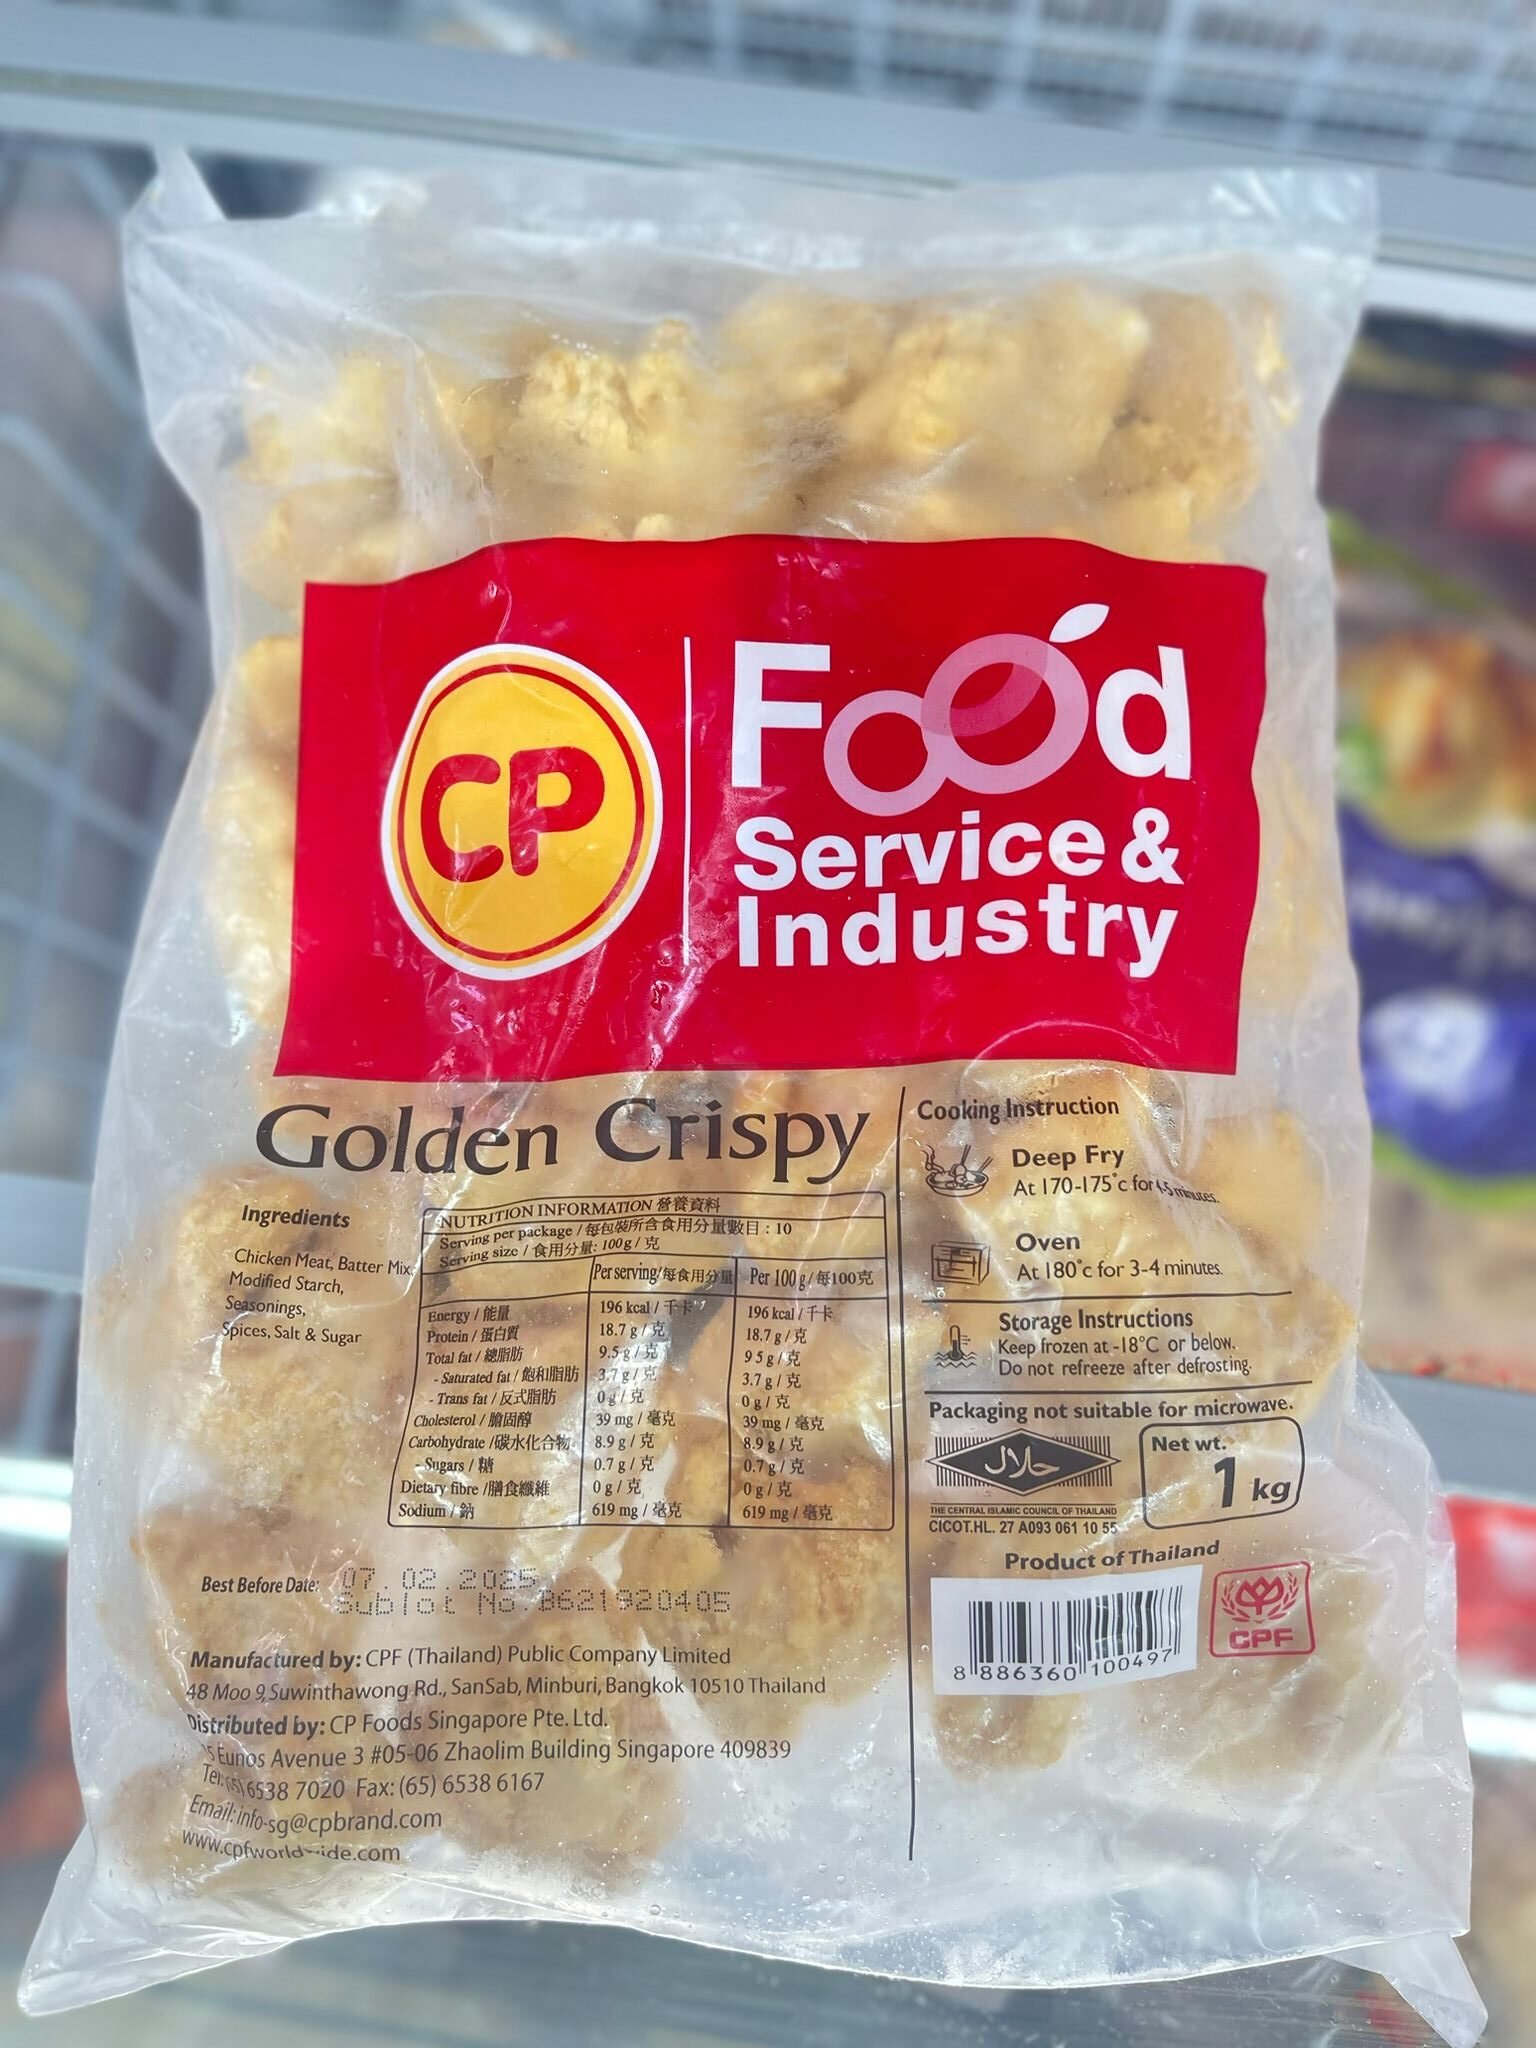 CP
Food
Service &
Industry
Golden Crispy
Ingredients
Chicken Meat, Batter Mix,
Modified Starch,
Seasonings,
Spices, Salt & Sugar
NUTRITION INFORMATION 營養資料
Serving per package / 每包裝所含食用分量數目 : 10
Serving size / 食用分量: 100g / 克
Per serving/每食用分量 Per 100 g / 每100克
Energy / 能量 196 kcal / 千卡 196 kcal / 千卡
Protein / 蛋白質 18.7 g / 克 18.7 g / 克
Total fat / 總脂肪 9.5 g / 克 9.5 g / 克
- Saturated fat / 飽和脂肪 3.7 g / 克 3.7 g / 克
- Trans fat / 反式脂肪 0 g / 克 0 g / 克
Cholesterol / 膽固醇 39 mg / 毫克 39 mg / 毫克
Carbohydrate /碳水化合物 8.9 g / 克 8.9 g / 克
- Sugars / 糖 0.7 g / 克 0.7 g / 克
Dietary fibre /膳食纖維 0 g / 克 0 g / 克
Sodium / 鈉 619 mg / 毫克 619 mg / 毫克
Best Before Date: 07.02.2025
Sublot No.8621920405
Manufactured by: CPF (Thailand) Public Company Limited
48 Moo 9, Suwinthawong Rd., SanSab, Minburi, Bangkok 10510 Thailand
Distributed by: CP Foods Singapore Pte. Ltd.
Eunos Avenue 3 #05-06 Zhaolim Building Singapore 409839
Tel: (65) 6538 7020 Fax: (65) 6538 6167
Email: info-sg@cpbrand.com
www.cpfworldwide.com
Cooking Instruction
Deep Fry
At 170-175°c for 4-5 minutes.
Oven
At 180°c for 3-4 minutes.
Storage Instructions
Keep frozen at -18°C or below.
Do not refreeze after defrosting.
Packaging not suitable for microwave.
حلال
THE CENTRAL ISLAMIC COUNCIL OF THAILAND
CICOT.HL. 27 A093 061 10 55
Net wt.
1 kg
Product of Thailand
8 886360 100497
CPF